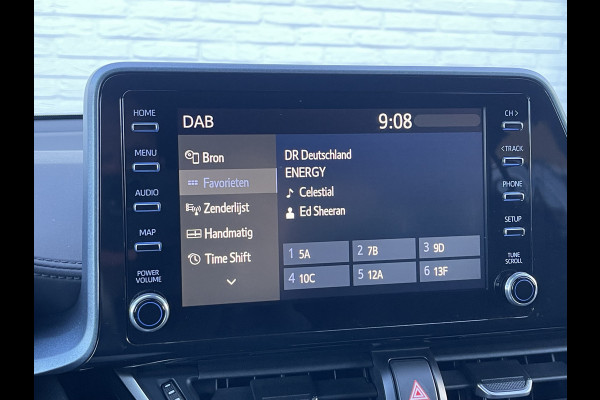 HOME
MENU
AUDIO
MAP
POWER
VOLUME
DAB
9:08
Bron
Favorieten
Zenderlijst
Handmatig
Time Shift
DR Deutschland
ENERGY
Celestial
Ed Sheeran
1 5A
2 7B
3 9D
4 10C
5 12A
6 13F
CH >
< TRACK
PHONE
SETUP
TUNE
SCROLL